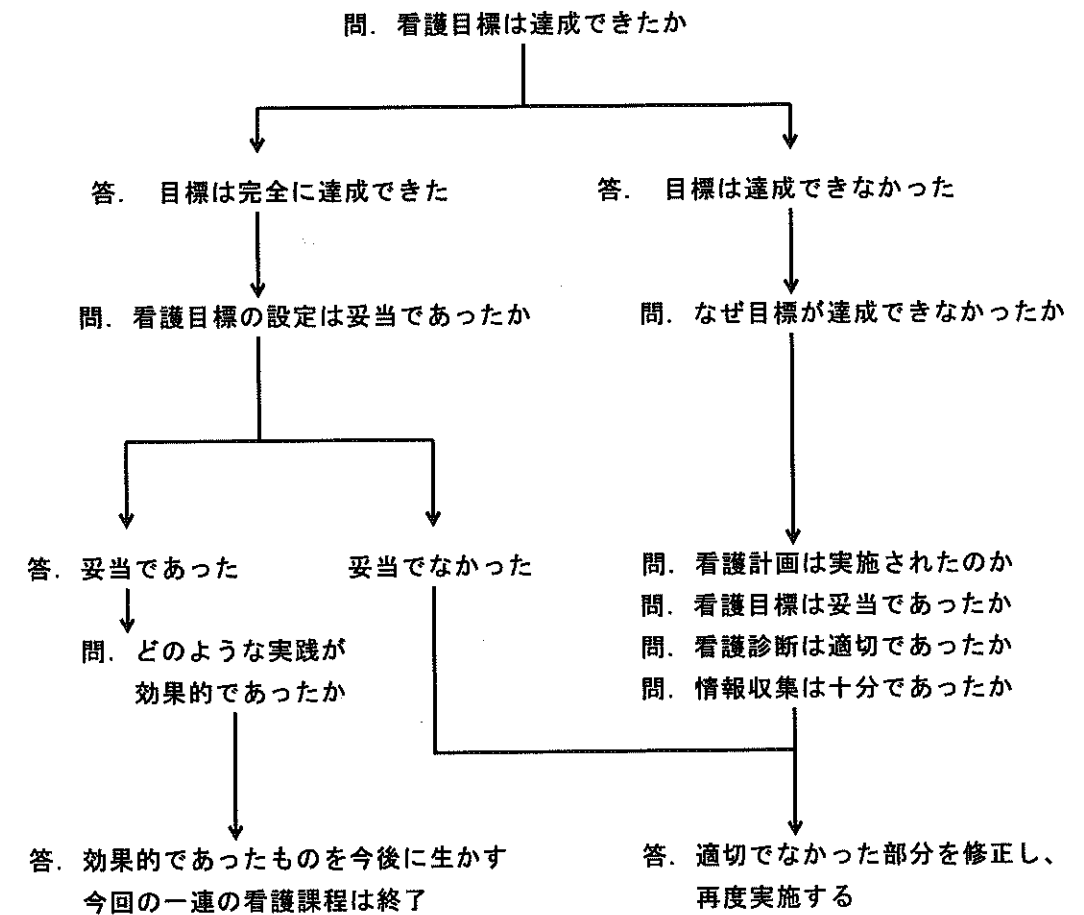 問. 看護目標は達成できたか
答. 目標は完全に達成できた
答. 目標は達成できなかった
問. 看護目標の設定は妥当であったか
問. なぜ目標が達成できなかったか
答. 妥当であった
妥当でなかった
問. どのような実践が
効果的であったか
問. 看護計画は実施されたのか
問. 看護目標は妥当であったか
問. 看護診断は適切であったか
問. 情報収集は十分であったか
答. 効果的であったものを今後に生かす
今回の一連の看護課程は終了
答. 適切でなかった部分を修正し、
再度実施する